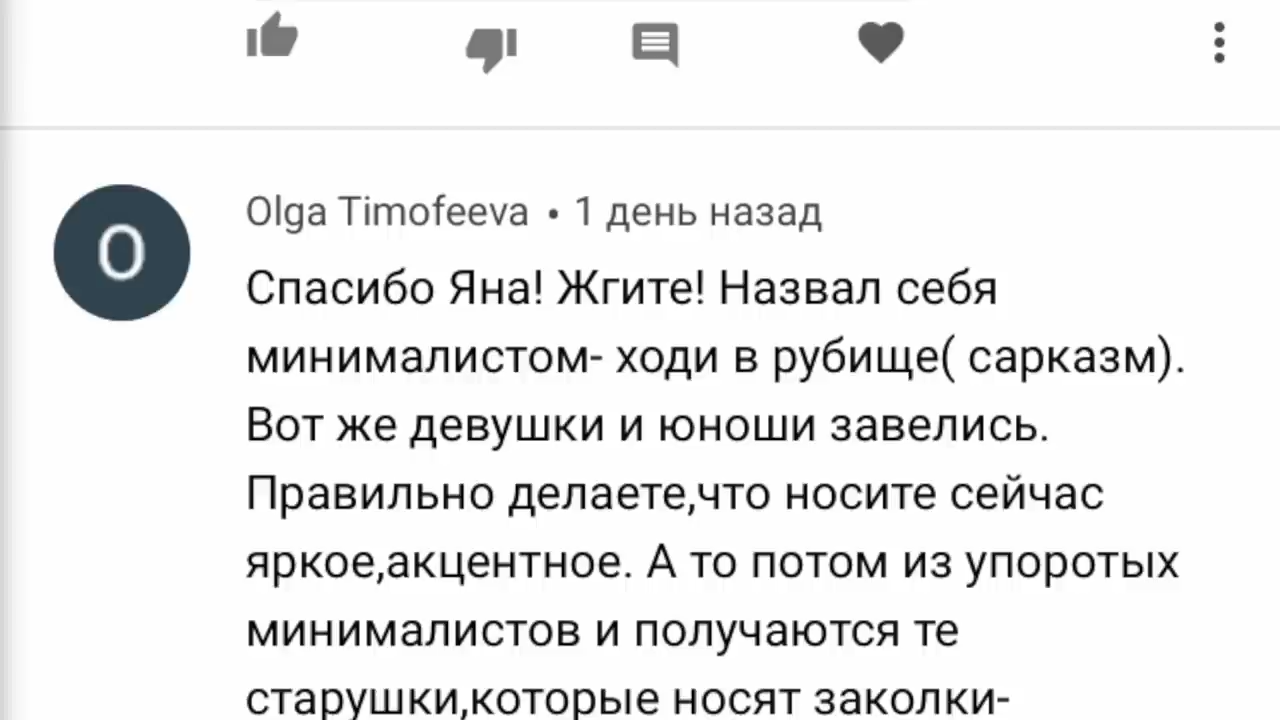 O
Olga Timofeeva • 1 день назад
Спасибо Яна! Жгите! Назвал себя
минималистом- ходи в рубище( сарказм).
Вот же девушки и юноши завелись.
Правильно делаете,что носите сейчас
яркое,акцентное. А то потом из упоротых
минималистов и получаются те
старушки,которые носят заколки-